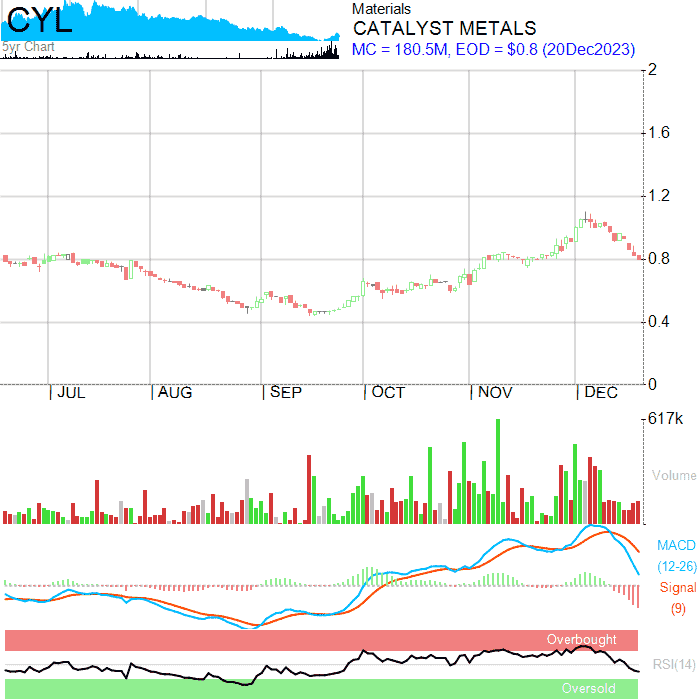 CYL
5yr Chart
Materials
CATALYST METALS
MC = 180.5M, EOD = $0.8 (20Dec2023)
2
1.6
1.2
0.8
0.4
0
JUL AUG SEP OCT NOV DEC
617k
Volume
MACD
(12-26)
Signal
(9)
Overbought
RSI(14)
Oversold